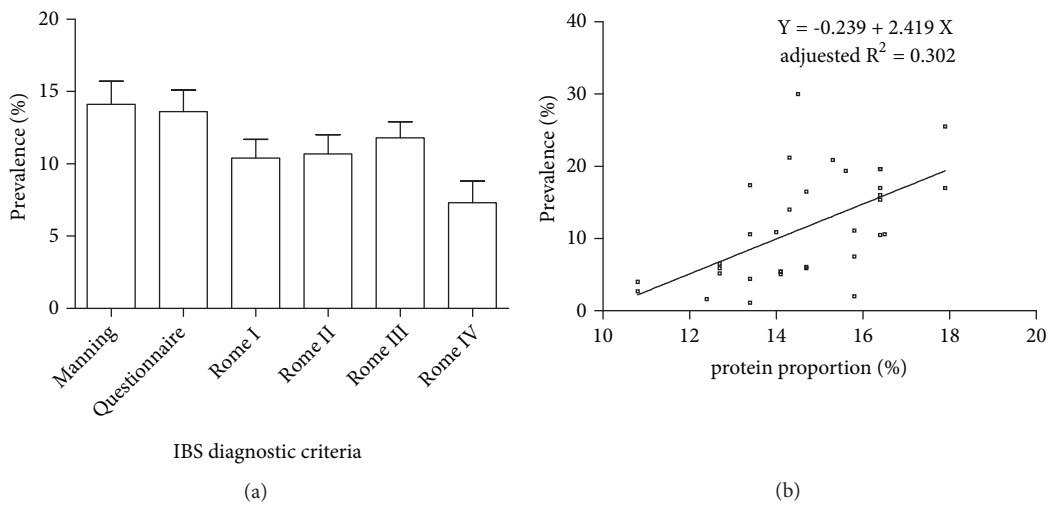 20
15
10
5
0
Prevalence (%)
Manning
Questionnaire
Rome I
Rome II
Rome III
Rome IV
IBS diagnostic criteria
(a)
Y = -0.239 + 2.419 X
adjuested R² = 0.302
40
30
20
10
0
Prevalence (%)
10 12 14 16 18 20
protein proportion (%)
(b)